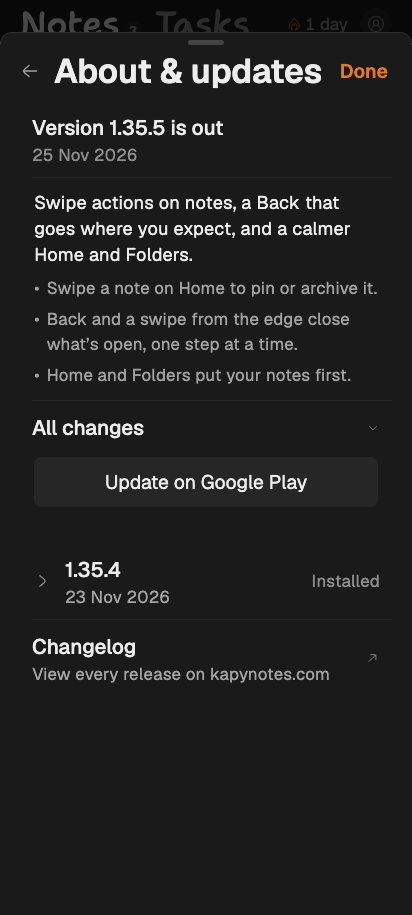 Notes 3 Tasks 1 day
About & updates Done
Version 1.35.5 is out
25 Nov 2026
Swipe actions on notes, a Back that
goes where you expect, and a calmer
Home and Folders.
• Swipe a note on Home to pin or archive it.
• Back and a swipe from the edge close
what’s open, one step at a time.
• Home and Folders put your notes first.
All changes
Update on Google Play
1.35.4
Installed
23 Nov 2026
Changelog
View every release on kapynotes.com